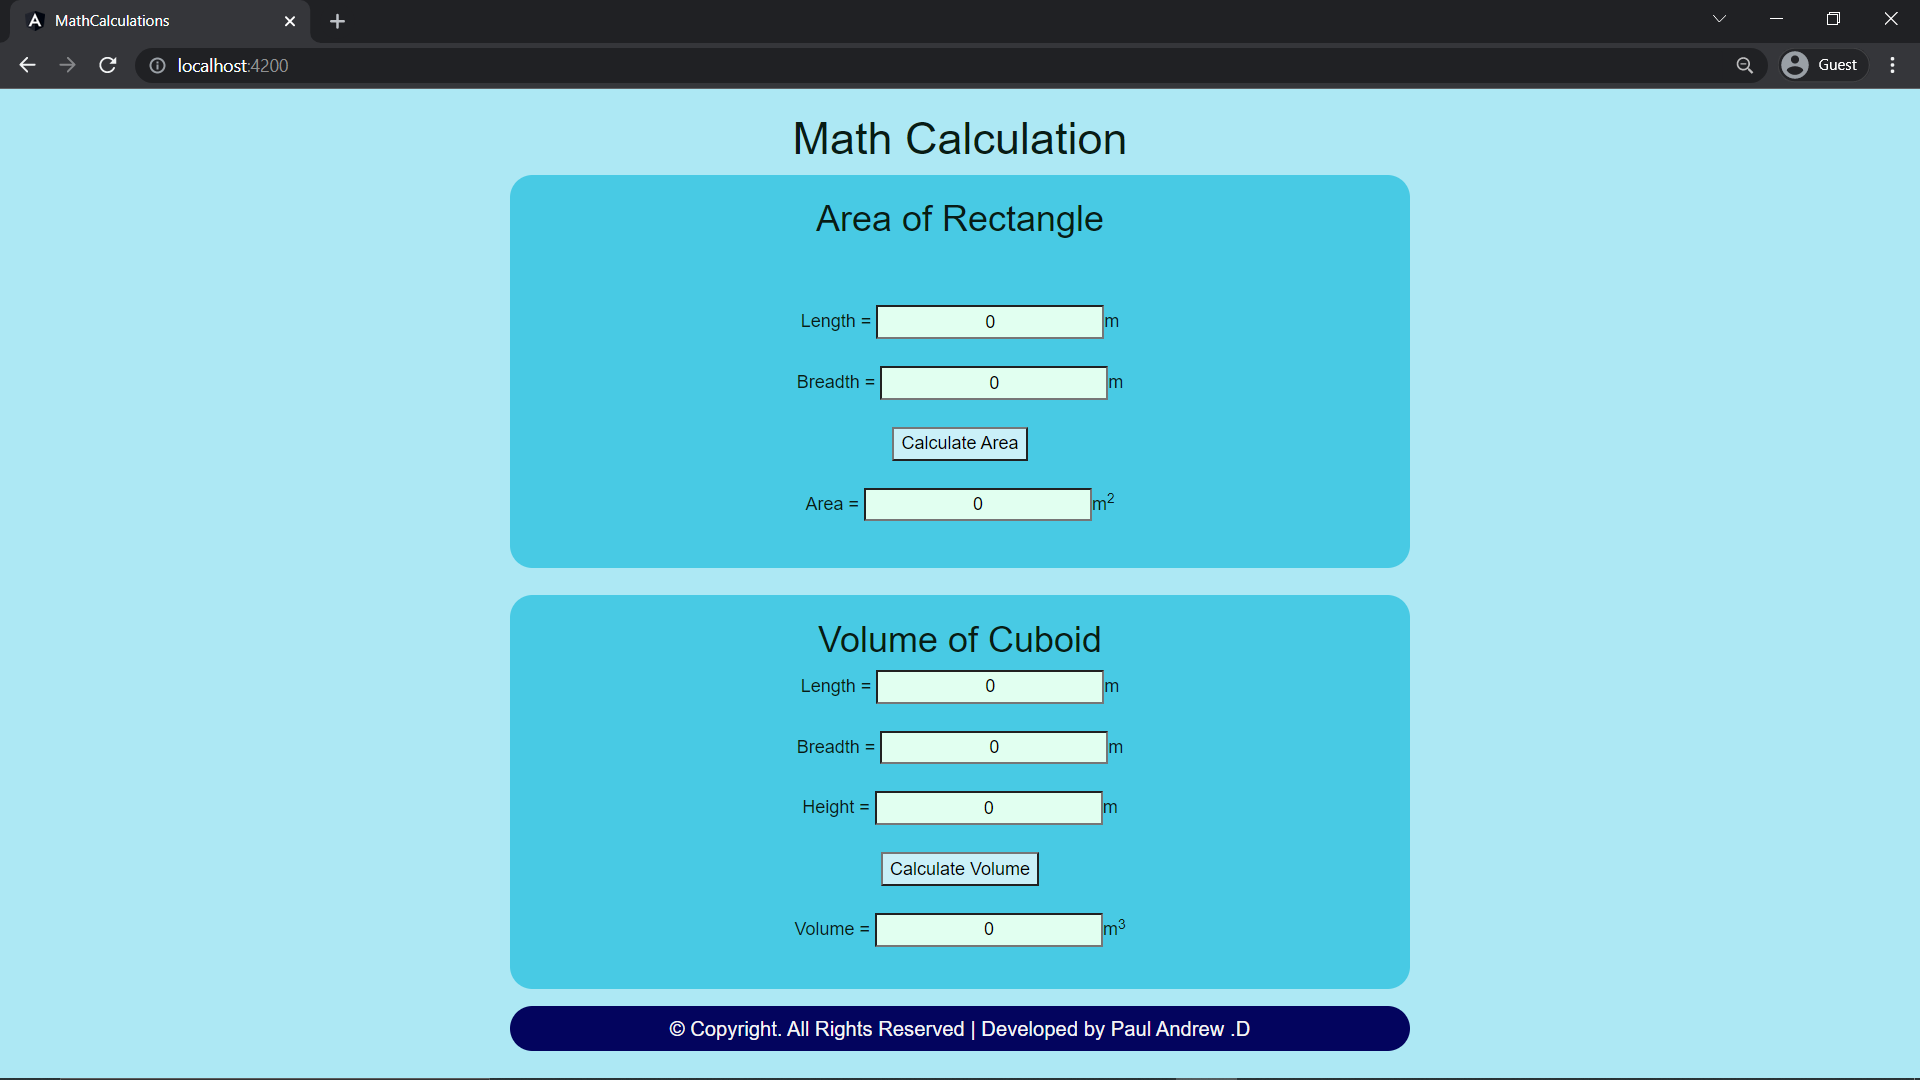 MathCalculations
localhost:4200
Guest
Math Calculation
Area of Rectangle
Length = 0 m
Breadth = 0 m
Calculate Area
Area = 0 m²
Volume of Cuboid
Length = 0 m
Breadth = 0 m
Height = 0 m
Calculate Volume
Volume = 0 m³
© Copyright. All Rights Reserved | Developed by Paul Andrew .D